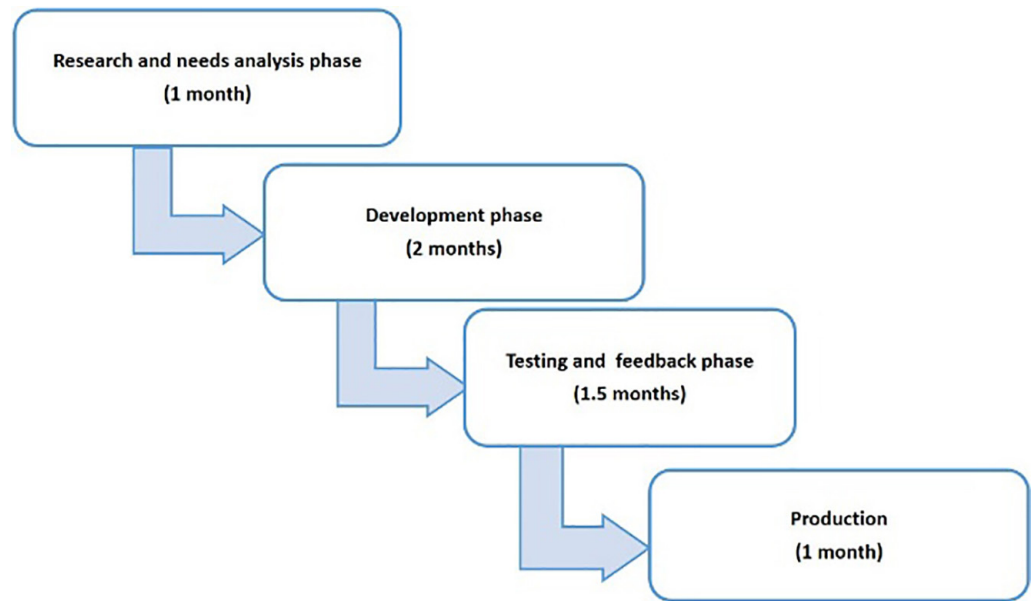 Research and needs analysis phase
(1 month)
Development phase
(2 months)
Testing and  feedback phase
(1.5 months)
Production
(1 month)